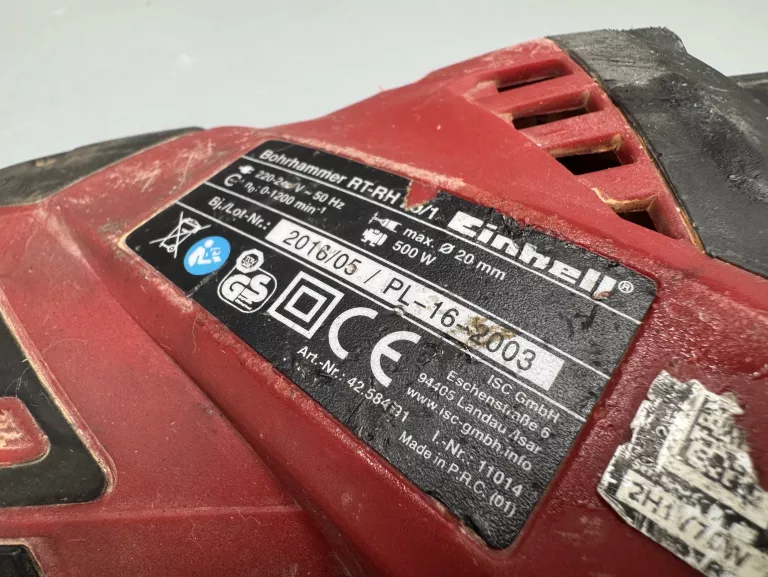 Bohrhammer RT-RH
Einhell®
220-240 V ~ 50 Hz
n₀: 0-1200 min⁻¹
max. Ø 20 mm
500 W
Bj./Lot-Nr.: 2016/05 / PL-16-2003
GS
CE
ISC GmbH
Eschenstraße 6
94405 Landau/Isar
www.isc-gmbh.info
Art.-Nr.: 42.584.91 I.-Nr.: 11014
Made in P.R.C. (01)